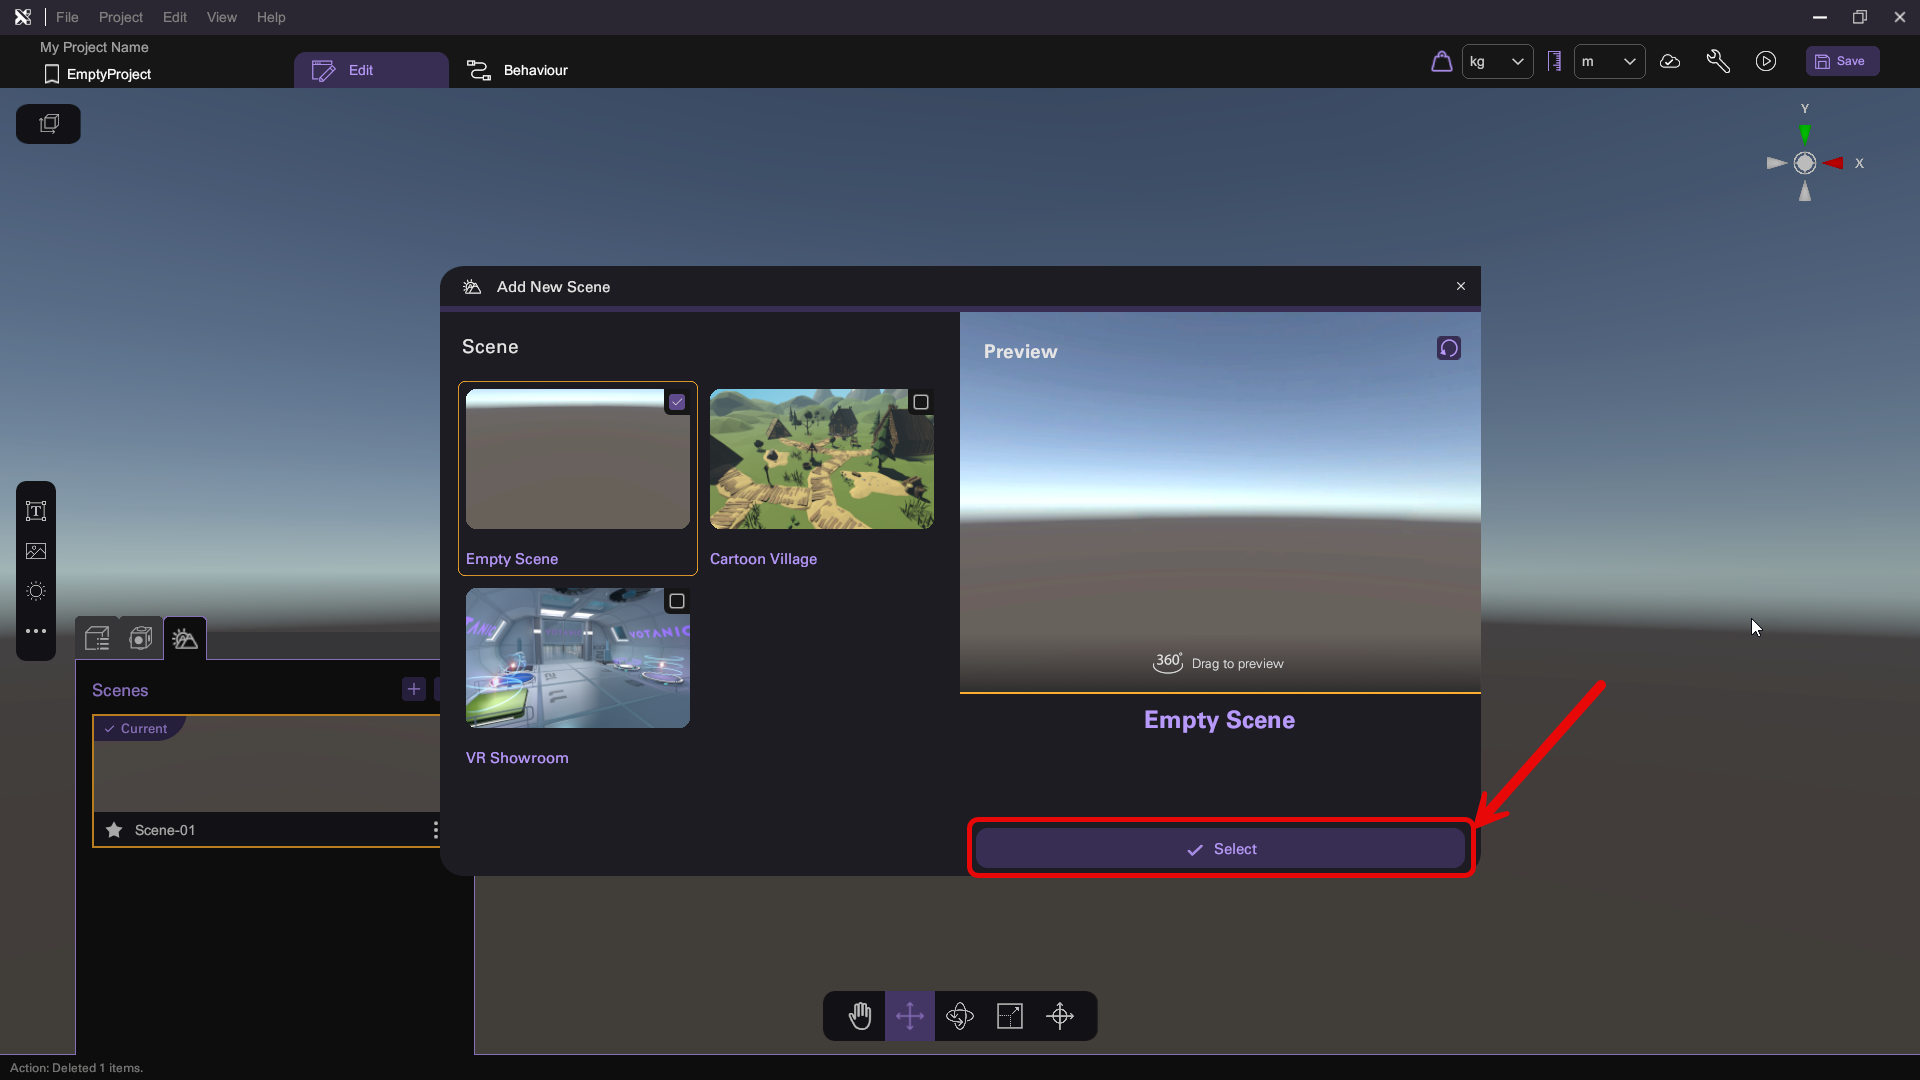 File Project Edit View Help
My Project Name
EmptyProject
Edit
Behaviour
kg
m
Save
Y
X
Add New Scene
Scene
Preview
Empty Scene
Cartoon Village
VOTANIC
VR Showroom
360°
Drag to preview
Empty Scene
Select
T
Scenes
Current
Scene-01
Action: Deleted 1 items.